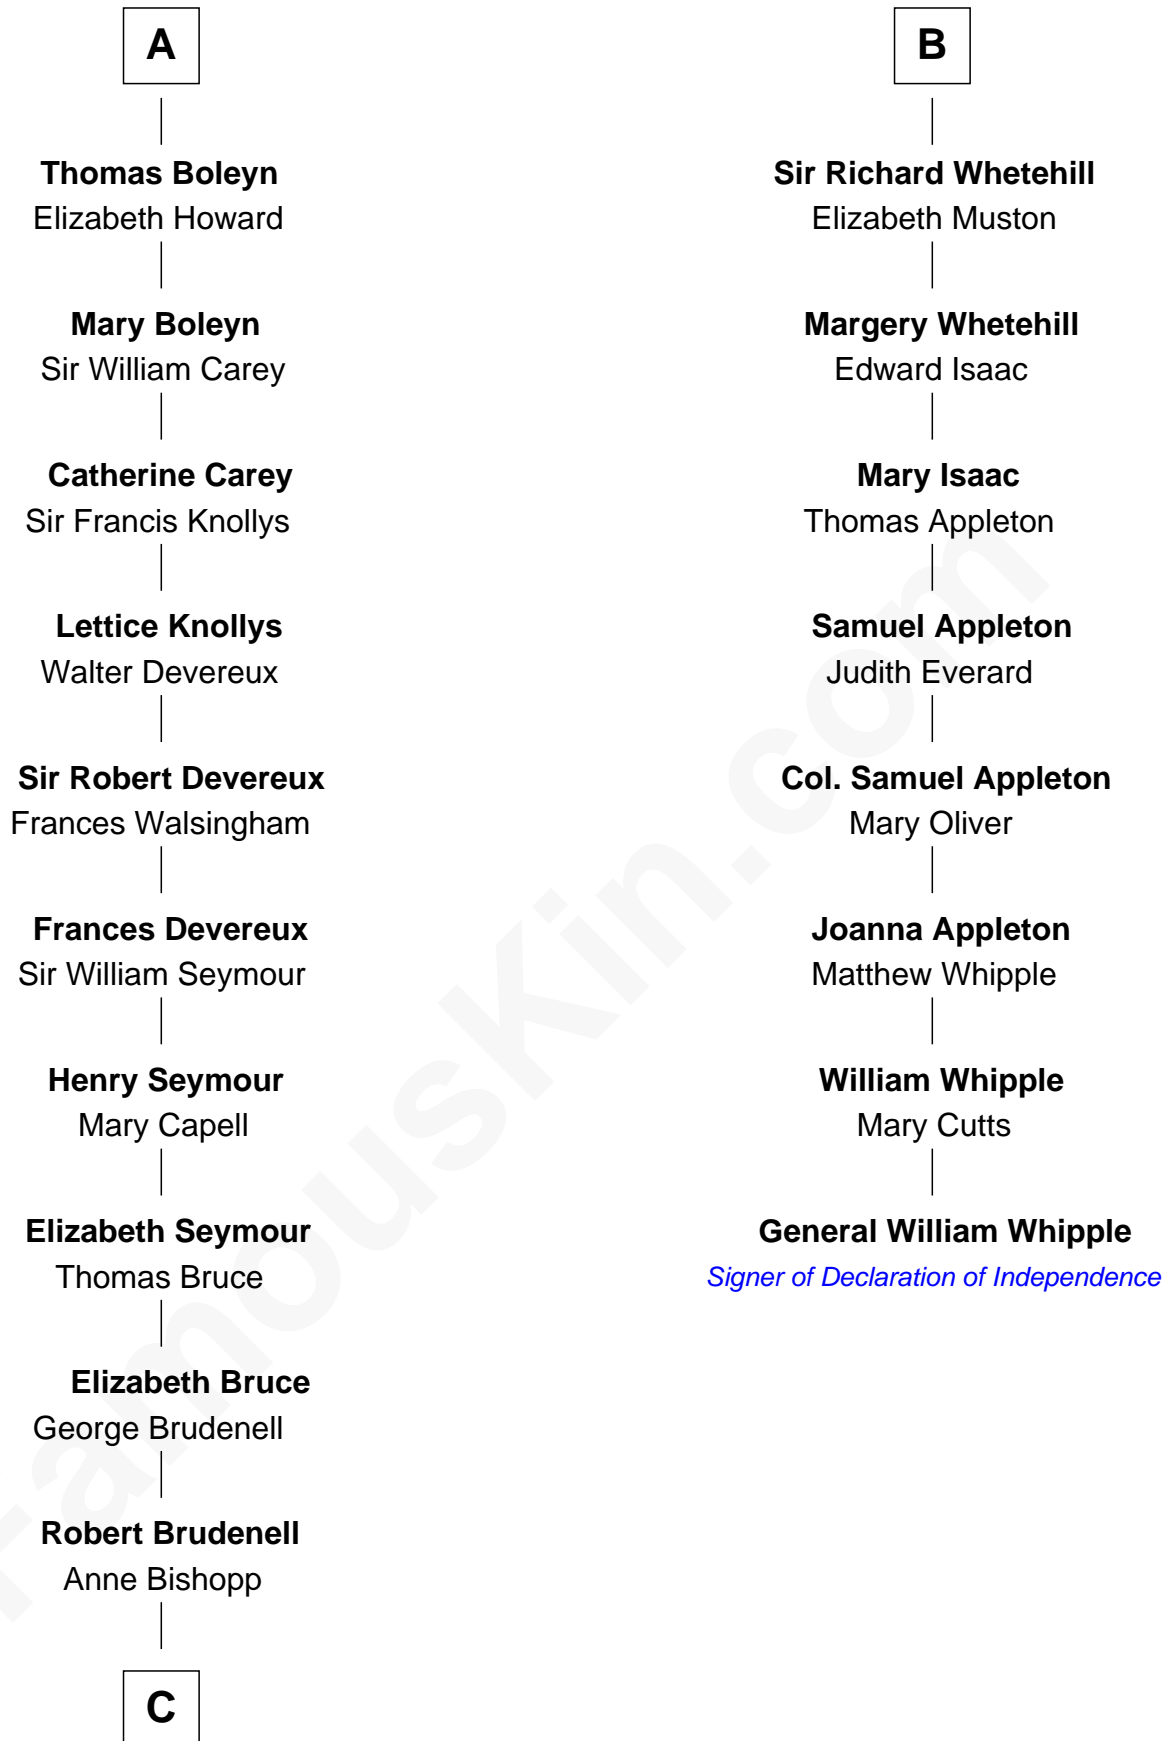 A
Thomas Boleyn
Elizabeth Howard
Mary Boleyn
Sir William Carey
Catherine Carey
Sir Francis Knollys
Lettice Knollys
Walter Devereux
Sir Robert Devereux
Frances Walsingham
Frances Devereux
Sir William Seymour
Henry Seymour
Mary Capell
Elizabeth Seymour
Thomas Bruce
Elizabeth Bruce
George Brudenell
Robert Brudenell
Anne Bishopp
C
B
Sir Richard Whetehill
Elizabeth Muston
Margery Whetehill
Edward Isaac
Mary Isaac
Thomas Appleton
Samuel Appleton
Judith Everard
Col. Samuel Appleton
Mary Oliver
Joanna Appleton
Matthew Whipple
William Whipple
Mary Cutts
General William Whipple
Signer of Declaration of Independence
FamousKin.com